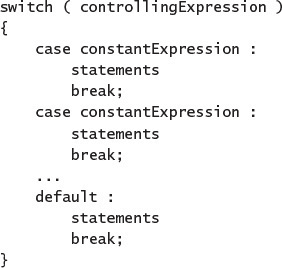 switch ( controllingExpression )
{
    case constantExpression :
        statements
        break;
    case constantExpression :
        statements
        break;
    ...
    default :
        statements
        break;
}